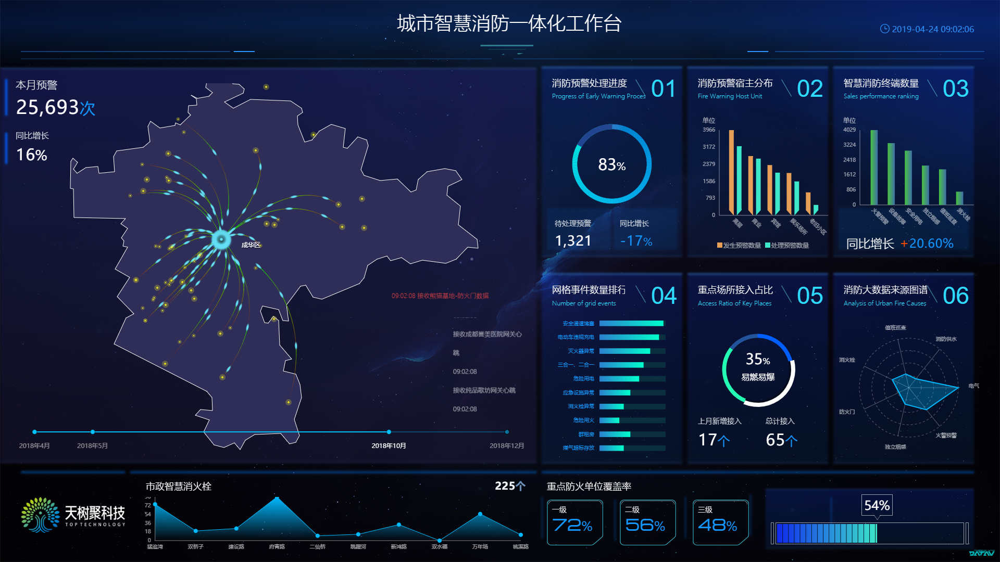 城市智慧消防一体化工作台
2019-04-24 09:02:06
本月预警
25,693次
同比增长
16%
成华区
09:02:08 接收熊猫基地-防火门数据
接收成都誉美医院网关心
跳
09:02:08
接收纯品歌坊网关心跳
09:02:08
2018年4月
2018年5月
2018年10月
2018年12月
消防预警处理进度
01
Progress of Early Warning Proces
83%
待处理预警
1,321
同比增长
-17%
消防预警宿主分布
02
Fire Warning Host Unit
单位
3966
3172
2379
1586
793
0
高层
商业
宾馆
娱乐场所
老旧小区
发生预警数量
处理预警数量
智慧消防终端数量
03
Sales performance ranking
单位
4029
3224
2418
1612
806
0
火警预警
设备故障
安全用电
独立烟感
值班巡查
消火栓
同比增长 +20.60%
网格事件数量排行
04
Number of grid events
安全通道堵塞
电动车违规充电
灭火器异常
三合一、二合一
危险用电
应急设施异常
消火栓异常
危险用火
群租房
煤气超标存放
重点场所接入占比
05
Access Ratio of Key Places
35%
易燃易爆
上月新增接入
17个
总计接入
65个
消防大数据来源图谱
06
Analysis of Urban Fire Causes
值班巡查
消防供水
消火栓
电气
防火门
火警预警
独立烟感
天树聚科技
TOPTECHNOLOGY
市政智慧消火栓
225个
72
54
36
18
0
猛追湾
双桥子
建设路
府青路
二仙桥
跳蹬河
新鸿路
双水碾
万年场
桃蹊路
重点防火单位覆盖率
一级
72%
二级
56%
三级
48%
54%
DATAV